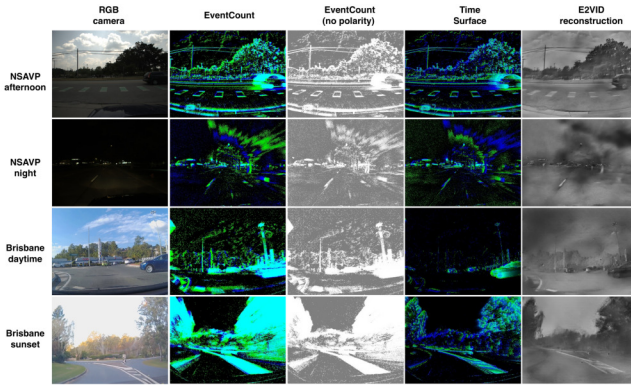 RGB
camera
EventCount
EventCount
(no polarity)
Time
Surface
E2VID
reconstruction
NSAVP
afternoon
NSAVP
night
Brisbane
daytime
Brisbane
sunset